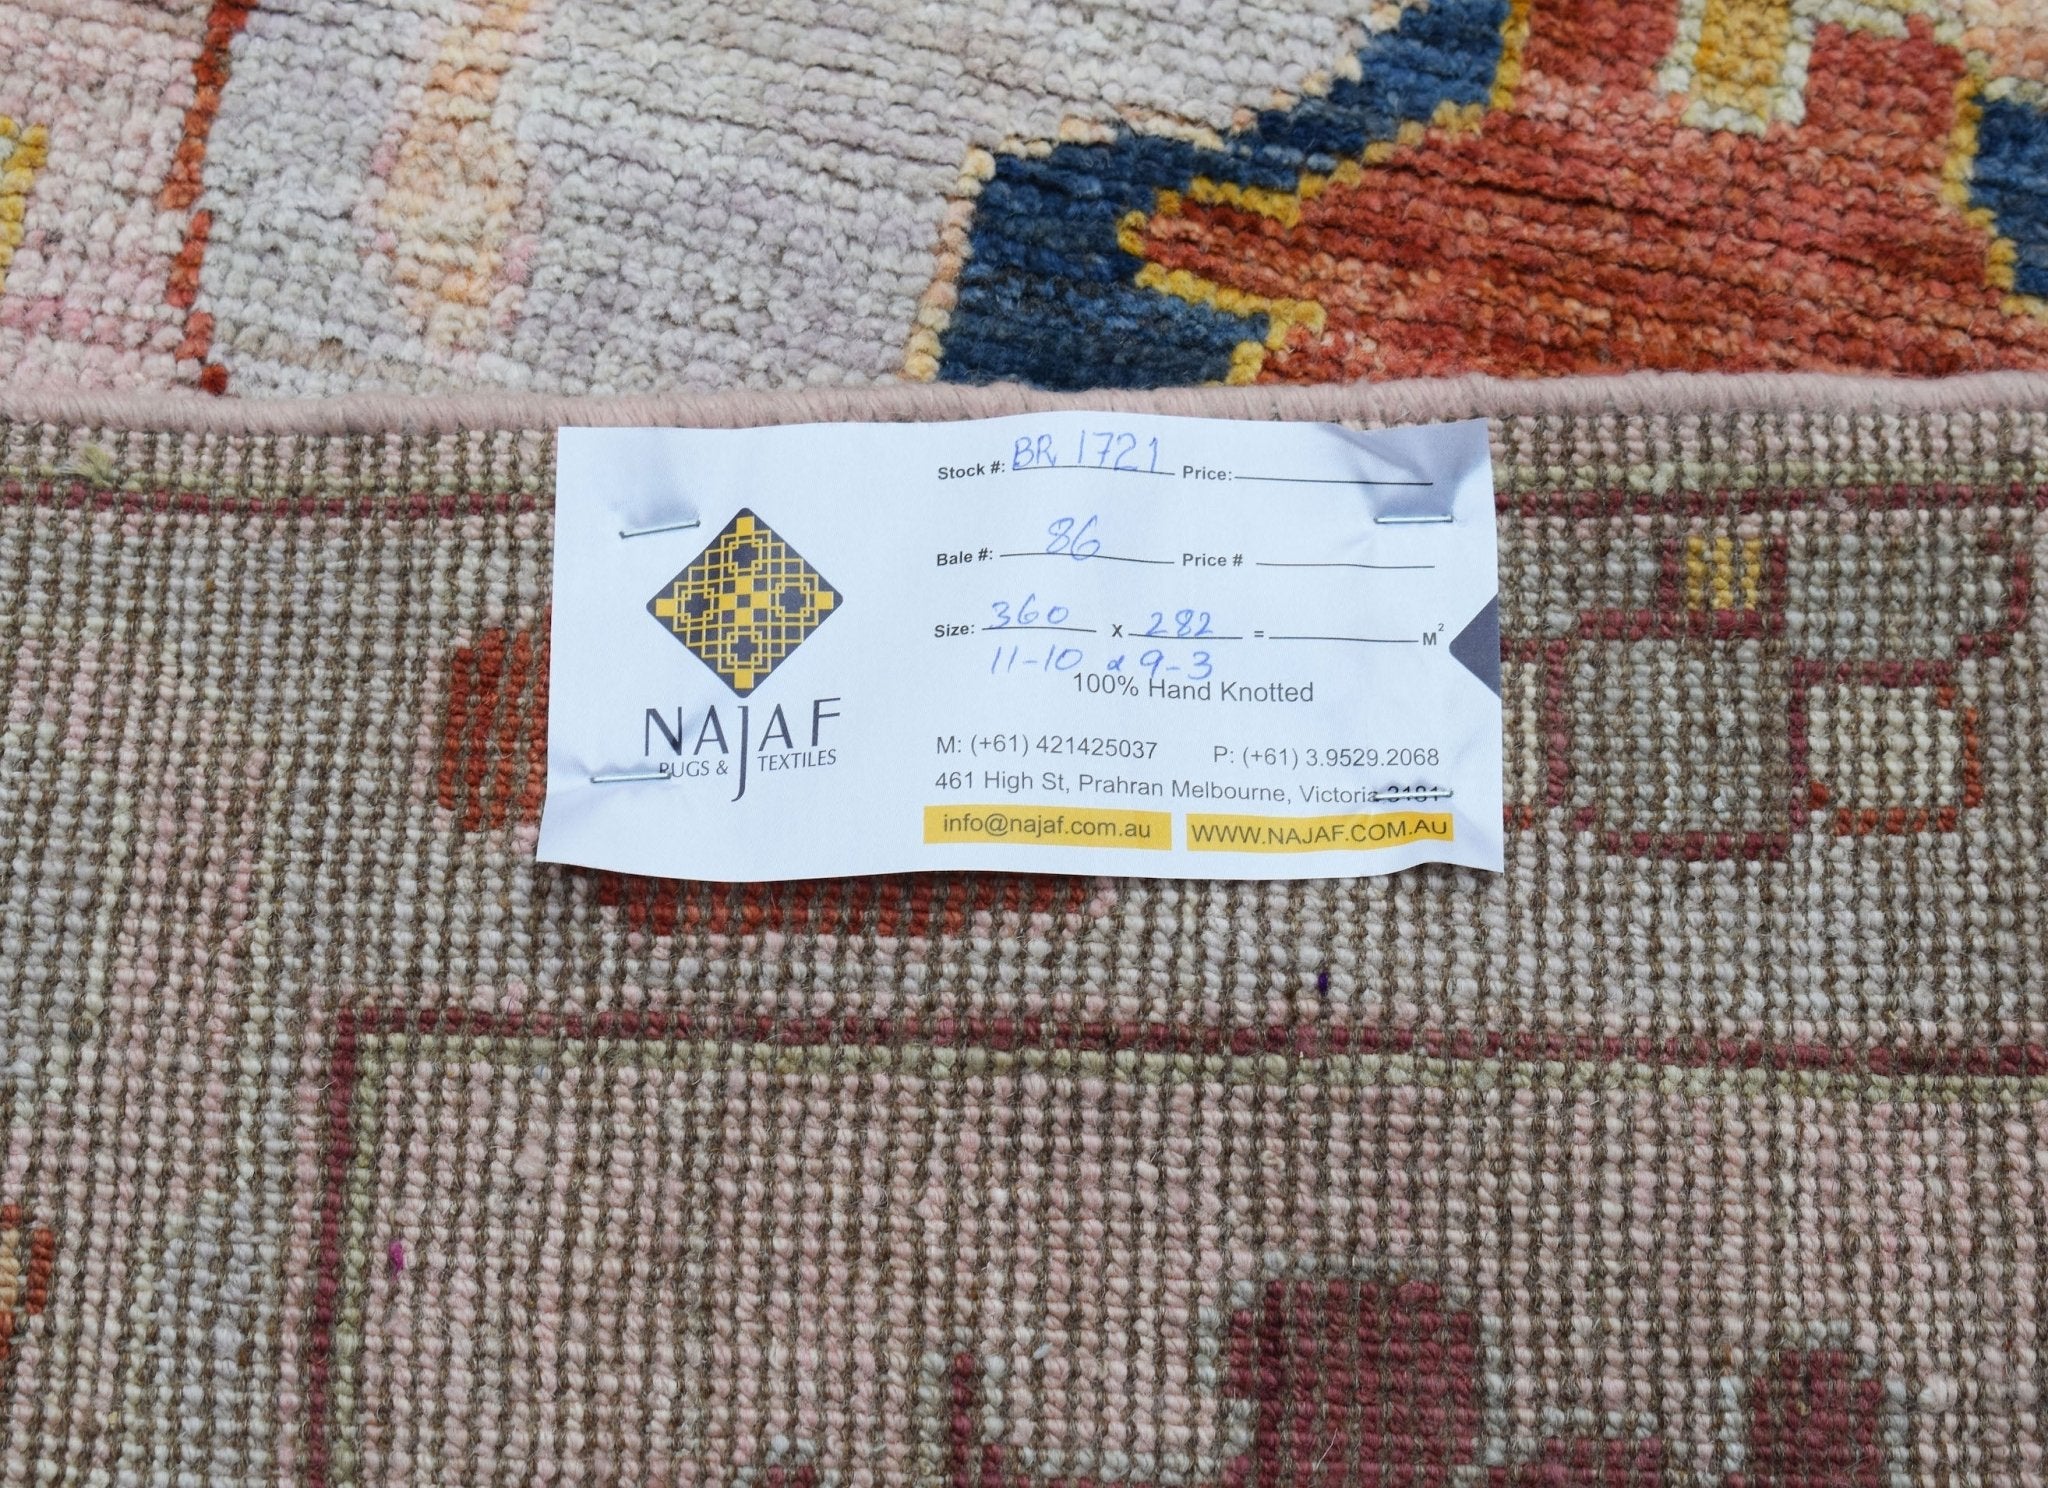 Stock #: BR 1721 Price:
Bale #: 86 Price #
Size: 360 X 282 = M²
11-10 x 9-3
100% Hand Knotted
NAJAF
RUGS & TEXTILES
M: (+61) 421425037 P: (+61) 3.9529.2068
461 High St, Prahran Melbourne, Victoria 3181
info@najaf.com.au WWW.NAJAF.COM.AU